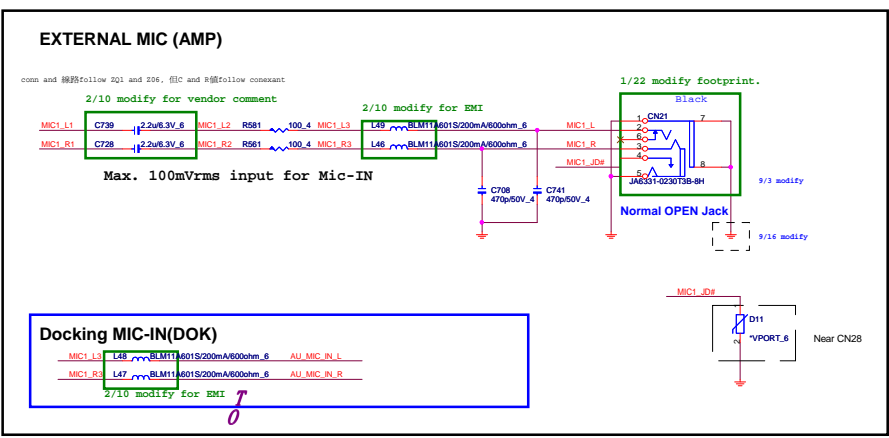 EXTERNAL MIC (AMP)
conn and 線路follow ZQ1 and Z06, 但C and R值follow conexant
1/22 modify footprint.
2/10 modify for vendor comment
2/10 modify for EMI
Black
MIC1_L1 C739 2.2u/6.3V_6 MIC1_L2 R581 100_4 MIC1_L3 L49 BLM11A601S/200mA/600ohm_6 MIC1_L
MIC1_R1 C728 2.2u/6.3V_6 MIC1_R2 R561 100_4 MIC1_R3 L46 BLM11A601S/200mA/600ohm_6 MIC1_R
MIC1_JD#
1 CN21 7
2
6
3
4 8
5
JA6331-0230T3B-8H
Max. 100mVrms input for Mic-IN
C708
470p/50V_4
C741
470p/50V_4
9/3 modify
Normal OPEN Jack
9/16 modify
MIC1_JD#
1
D11
*VPORT_6
2
Near CN28
Docking MIC-IN(DOK)
MIC1_L3 L48 BLM11A601S/200mA/600ohm_6 AU_MIC_IN_L
MIC1_R3 L47 BLM11A601S/200mA/600ohm_6 AU_MIC_IN_R
2/10 modify for EMI
T
O